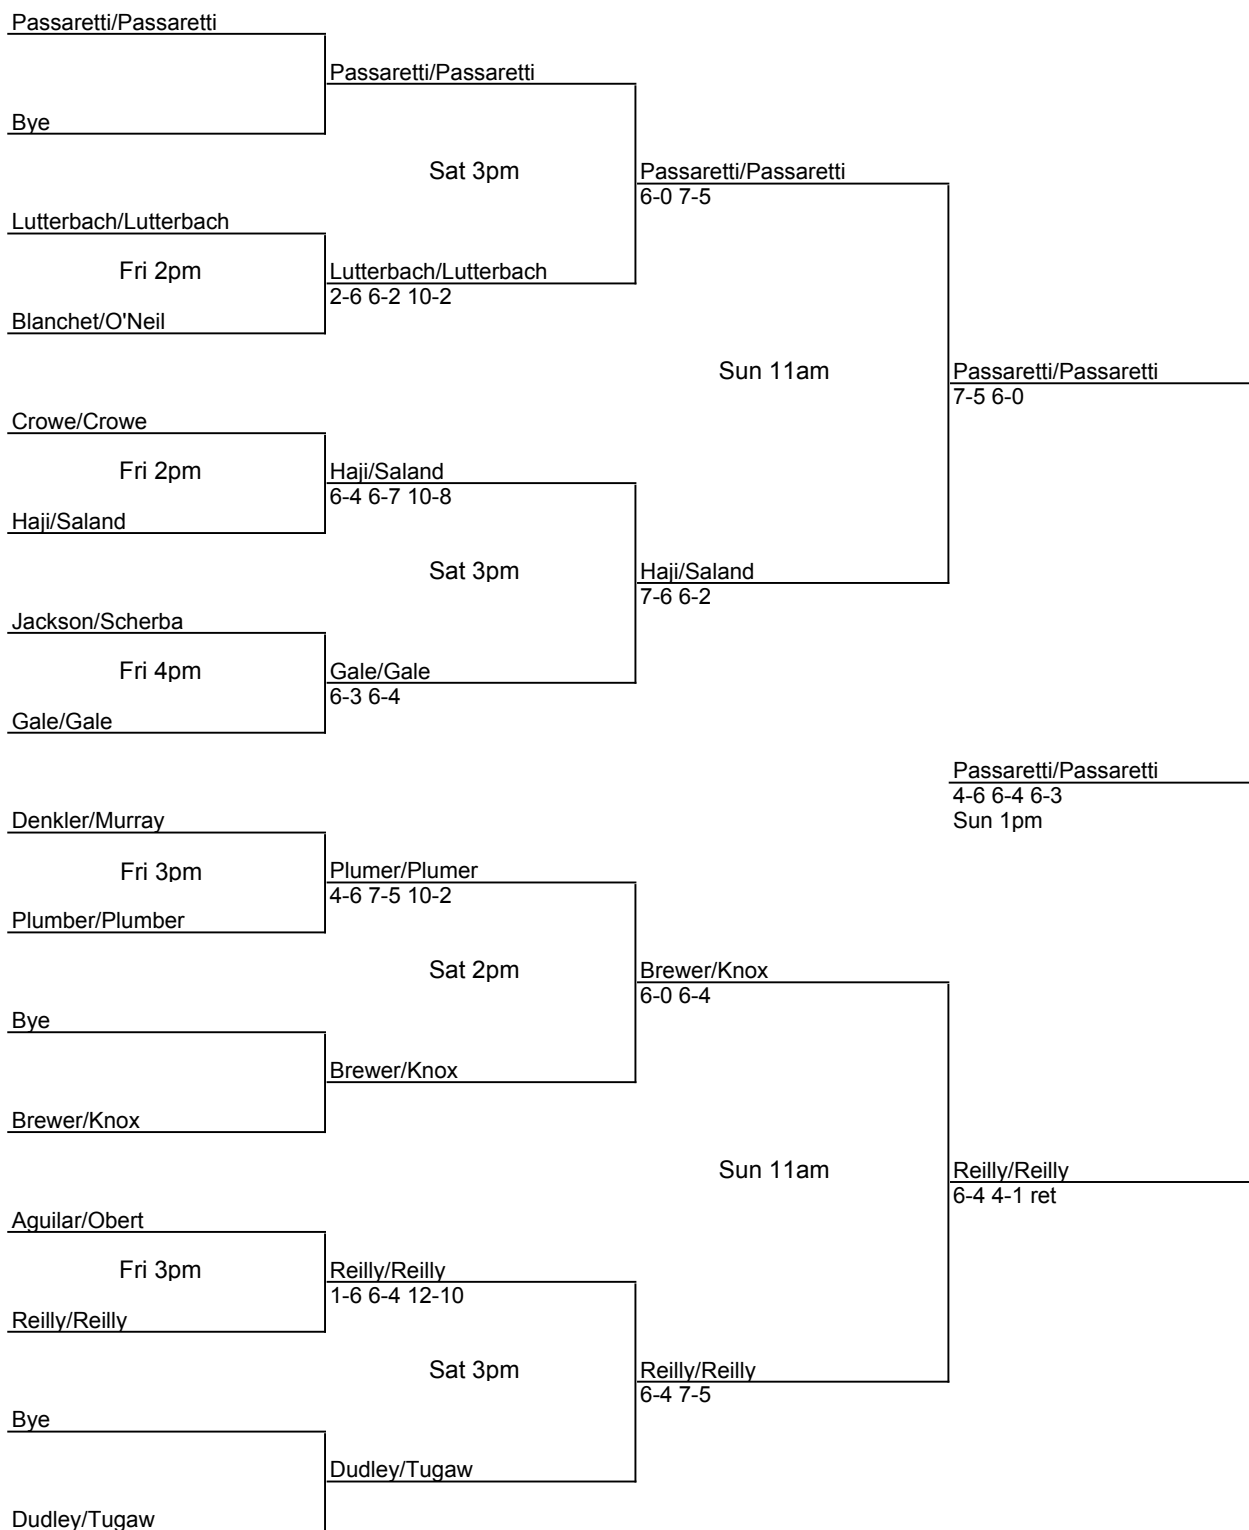 Passaretti/Passaretti
Passaretti/Passaretti
Bye
Sat 3pm
Passaretti/Passaretti
6-0 7-5
Lutterbach/Lutterbach
Fri 2pm
Lutterbach/Lutterbach
2-6 6-2 10-2
Blanchet/O'Neil
Sun 11am
Passaretti/Passaretti
7-5 6-0
Crowe/Crowe
Fri 2pm
Haji/Saland
6-4 6-7 10-8
Haji/Saland
Sat 3pm
Haji/Saland
7-6 6-2
Jackson/Scherba
Fri 4pm
Gale/Gale
6-3 6-4
Gale/Gale
Passaretti/Passaretti
4-6 6-4 6-3
Sun 1pm
Denkler/Murray
Fri 3pm
Plumer/Plumer
4-6 7-5 10-2
Plumber/Plumber
Sat 2pm
Brewer/Knox
6-0 6-4
Bye
Brewer/Knox
Brewer/Knox
Sun 11am
Reilly/Reilly
6-4 4-1 ret
Aguilar/Obert
Fri 3pm
Reilly/Reilly
1-6 6-4 12-10
Reilly/Reilly
Sat 3pm
Reilly/Reilly
6-4 7-5
Bye
Dudley/Tugaw
Dudley/Tugaw